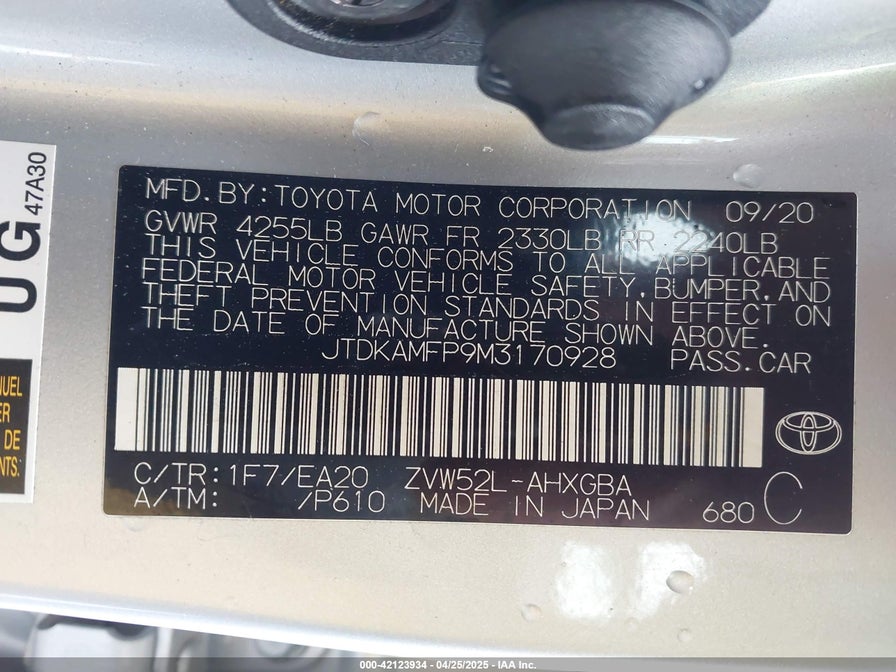 MFD. BY: TOYOTA MOTOR CORPORATION 09/20
GVWR 4255LB GAWR FR 2330LB RR 2240LB
THIS VEHICLE CONFORMS TO ALL APPLICABLE
FEDERAL MOTOR VEHICLE SAFETY, BUMPER, AND
THEFT PREVENTION STANDARDS IN EFFECT ON
THE DATE OF MANUFACTURE SHOWN ABOVE.
JTDKAMFP9M3170928 PASS.CAR
C/TR: 1F7/EA20 ZVW52L-AHXGBA
A/TM: /P610 MADE IN JAPAN 680 C
UG
47A30
DE
000-42123934 - 04/25/2025 - IAA Inc.